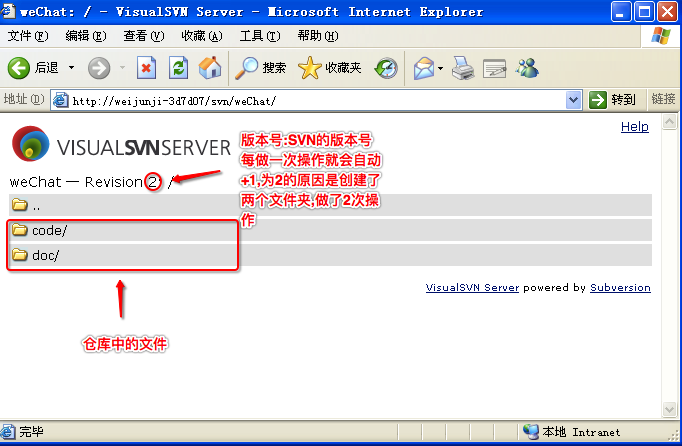 weChat: / - VisualSVN Server - Microsoft Internet Explorer
文件(F) 编辑(E) 查看(V) 收藏(A) 工具(T) 帮助(H)
后退 搜索 收藏夹
地址(D) http://weijunji-3d7d07/svn/weChat/ 转到 链接
Help
VISUALSVNSERVER
版本号:SVN的版本号
每做一次操作就会自动
+1,为2的原因是创建了
两个文件夹,做了2次操
作
weChat — Revision 2: /
..
code/
doc/
VisualSVN Server powered by Subversion
仓库中的文件
完毕 本地 Intranet